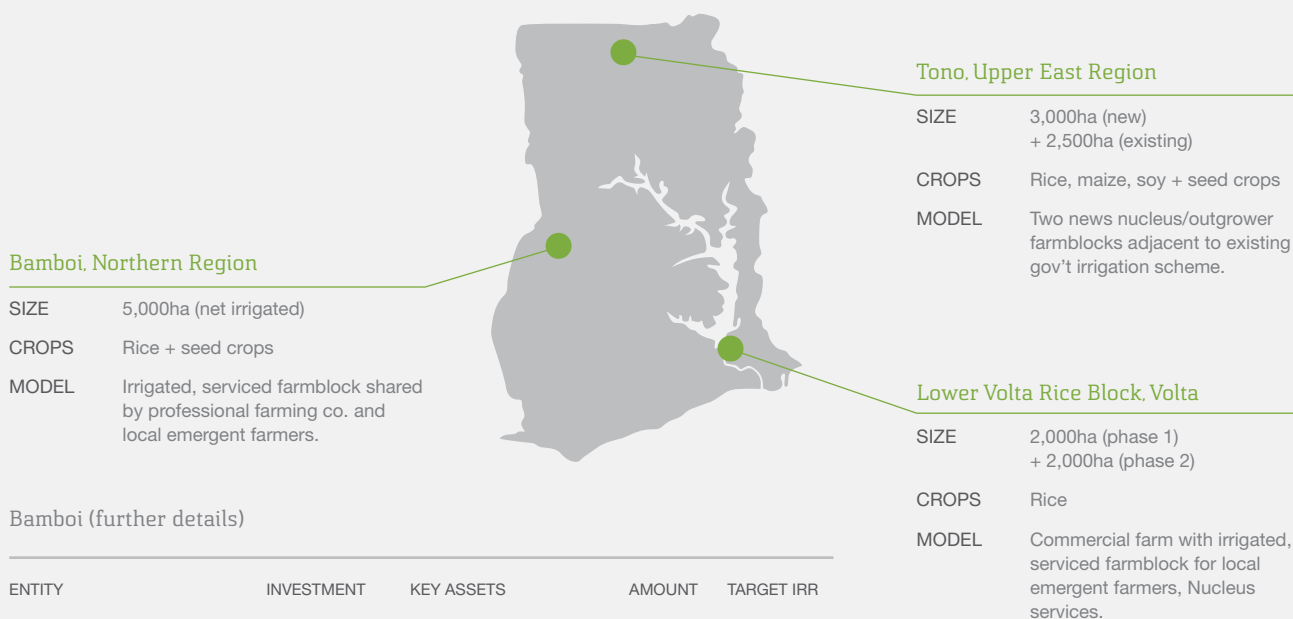 Tono, Upper East Region
SIZE 3,000ha (new)
+ 2,500ha (existing)
CROPS Rice, maize, soy + seed crops
MODEL Two news nucleus/outgrower
farmblocks adjacent to existing
gov't irrigation scheme.
Bamboi, Northern Region
SIZE 5,000ha (net irrigated)
CROPS Rice + seed crops
MODEL Irrigated, serviced farmblock shared
by professional farming co. and
local emergent farmers.
Lower Volta Rice Block, Volta
SIZE 2,000ha (phase 1)
+ 2,000ha (phase 2)
CROPS Rice
MODEL Commercial farm with irrigated,
serviced farmblock for local
emergent farmers, Nucleus
services.
Bamboi (further details)
ENTITY INVESTMENT KEY ASSETS AMOUNT TARGET IRR